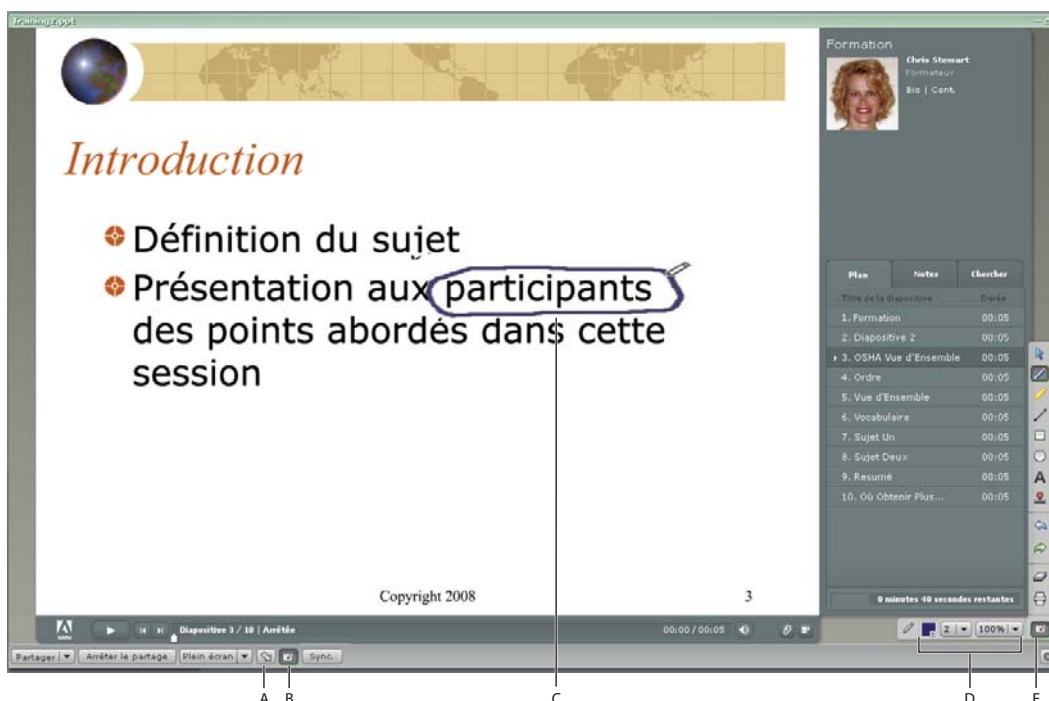 Training2.ppt
Formation
Chris Stewart
Formateur
Bio | Cont.
Introduction
Définition du sujet
Présentation aux participants
des points abordés dans cette
session
Plan Notes Chercher
Titre de la diapositive Durée
1. Formation 00:05
2. Diapositive 2 00:05
3. OSHA Vue d'Ensemble 00:05
4. Ordre 00:05
5. Vue d'Ensemble 00:05
6. Vocabulaire 00:05
7. Sujet Un 00:05
8. Sujet Deux 00:05
9. Resumé 00:05
10. Où Obtenir Plus... 00:05
A
Copyright 2008 3
0 minutes 40 secondes restantes
Diapositive 3 / 10 | Arrêtée 00:00 / 00:05
2 100%
Partager Arrêter le partage Plein écran Sync.
A B C D E